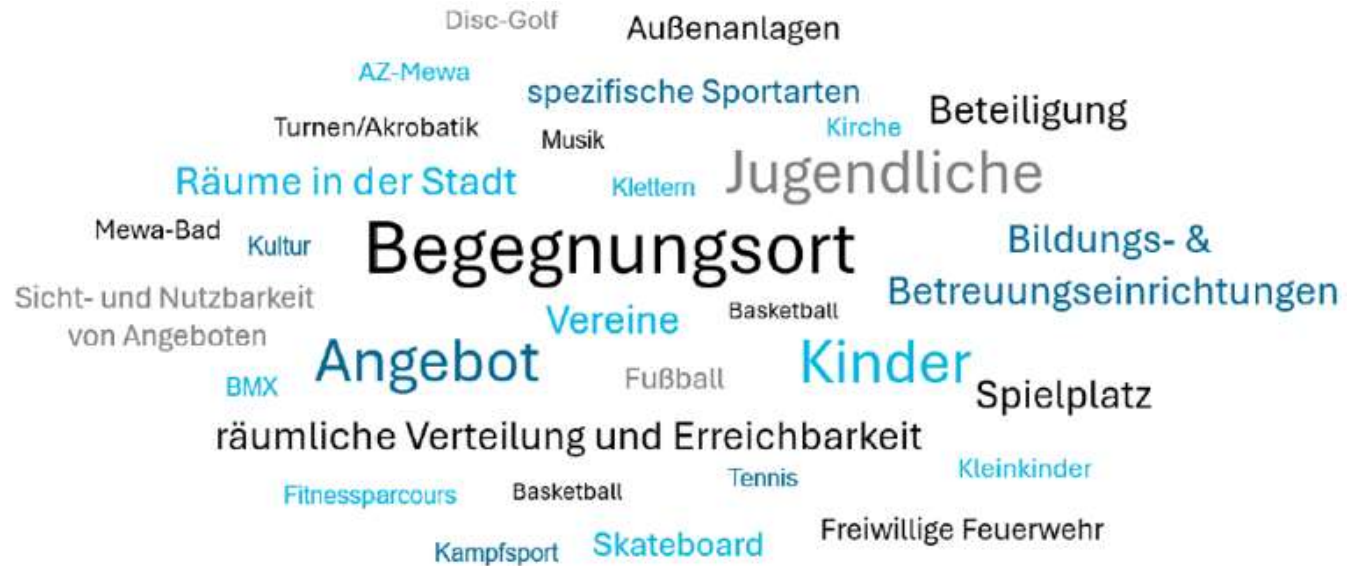 Disc-Golf
Außenanlagen
AZ-Mewa
spezifische Sportarten
Beteiligung
Turnen/Akrobatik
Musik
Kirche
Jugendliche
Räume in der Stadt
Klettern
Mewa-Bad
Kultur
Begegnungsort
Bildungs- &
Betreuungseinrichtungen
Sicht- und Nutzbarkeit
von Angeboten
Vereine
Basketball
Angebot
Fußball
Kinder
BMX
Spielplatz
räumliche Verteilung und Erreichbarkeit
Kleinkinder
Tennis
Fitnessparcours
Basketball
Freiwillige Feuerwehr
Kampfsport
Skateboard